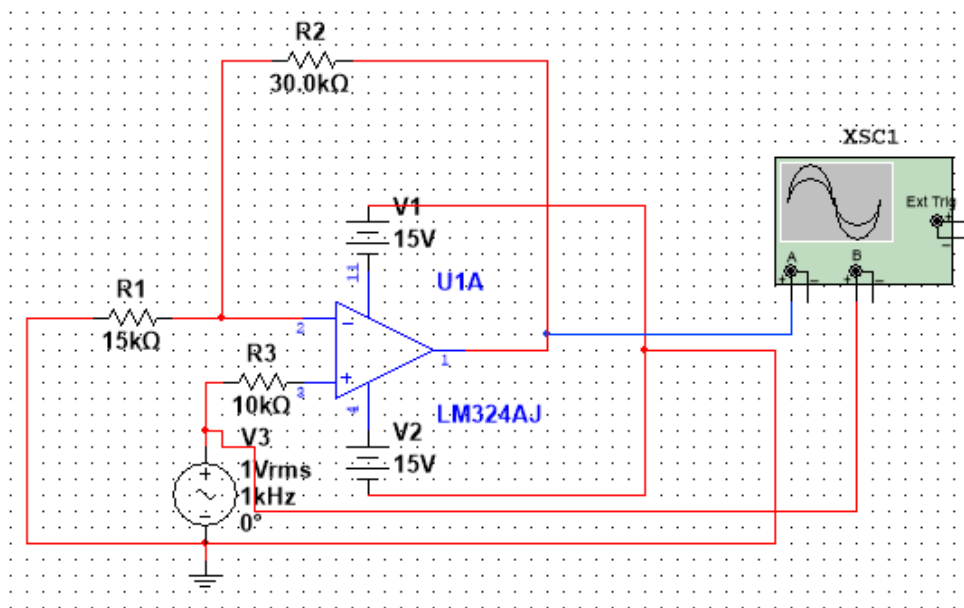 R2
30.0kΩ
XSC1
Ext Trig
+
−
A
B
+
−
+
−
V1
15V
11
U1A
R1
15kΩ
2
−
R3
10kΩ
3
+
1
4
LM324AJ
V3
V2
15V
+
1Vrms
1kHz
−
0°